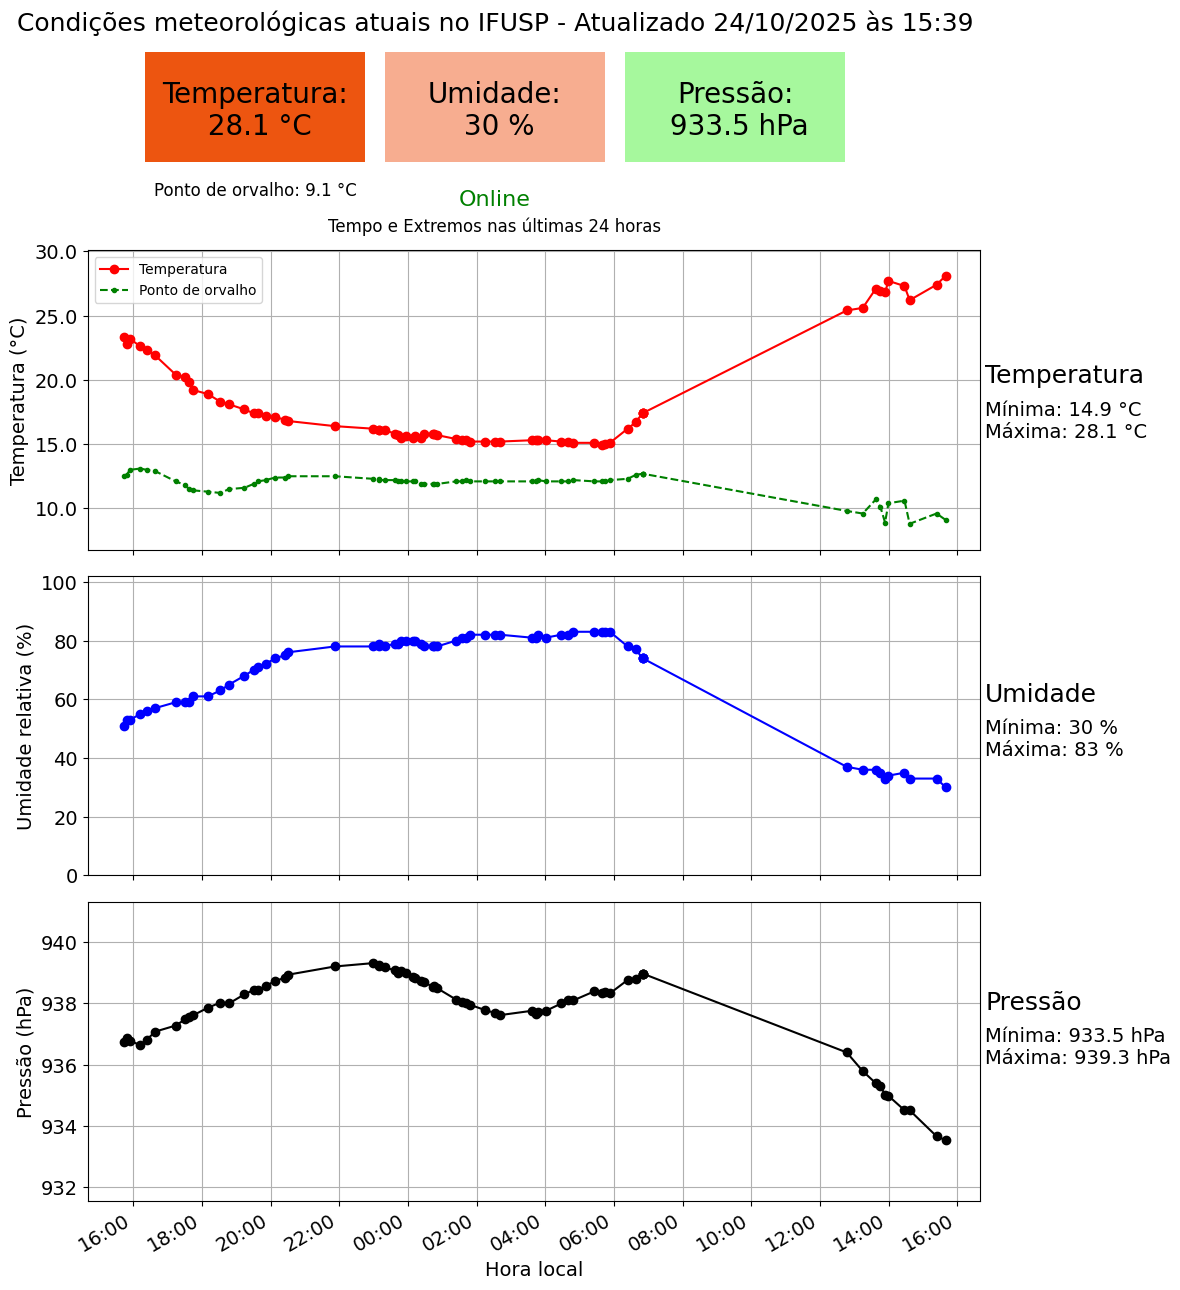 Condições meteorológicas atuais no IFUSP - Atualizado 24/10/2025 às 15:39
Temperatura:
28.1 °C
Umidade:
30 %
Pressão:
933.5 hPa
Ponto de orvalho: 9.1 °C
Online
Tempo e Extremos nas últimas 24 horas
Temperatura (°C)
30.0
25.0
20.0
15.0
10.0
Temperatura
Ponto de orvalho
Temperatura
Mínima: 14.9 °C
Máxima: 28.1 °C
Umidade relativa (%)
100
80
60
40
20
0
Umidade
Mínima: 30 %
Máxima: 83 %
Pressão (hPa)
940
938
936
934
932
Pressão
Mínima: 933.5 hPa
Máxima: 939.3 hPa
16:00 18:00 20:00 22:00 00:00 02:00 04:00 06:00 08:00 10:00 12:00 14:00 16:00
Hora local